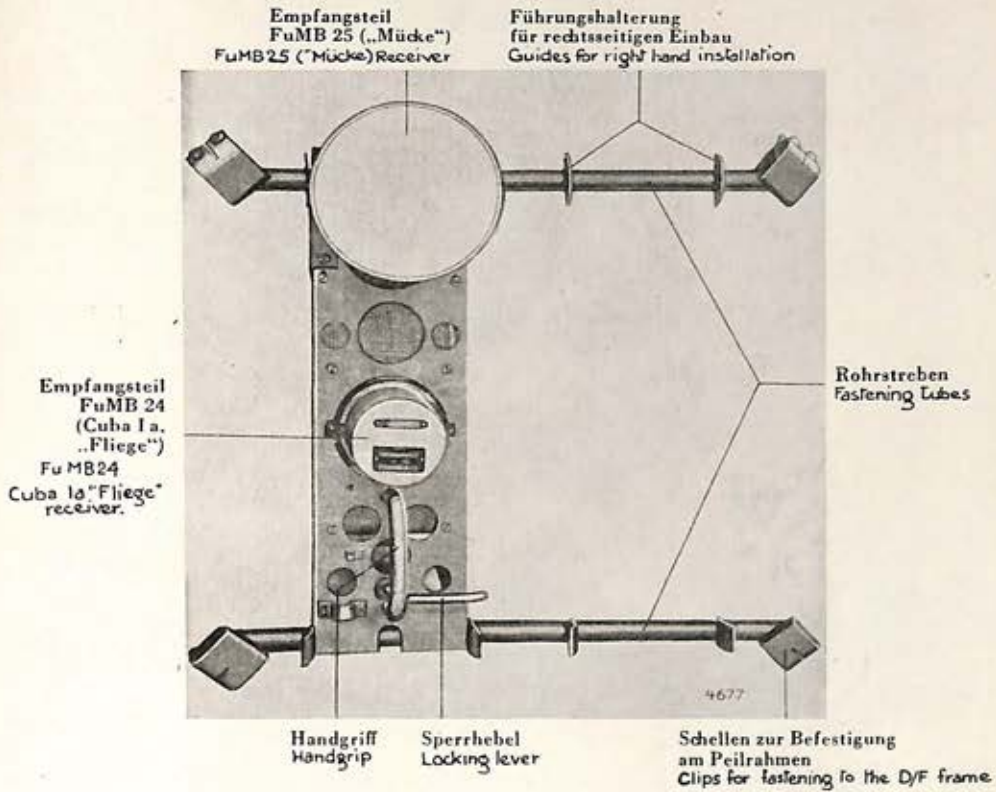 Empfangsteil
FuMB 25 („Mücke“)
FuMB25 ("Mücke) Receiver
Führungshalterung
für rechtsseitigen Einbau
Guides for right hand installation
Empfangsteil
FuMB 24
(Cuba I a,
„Fliege“)
FuMB24
Cuba Ia "Fliege"
receiver.
Rohrstreben
Fastening tubes
4677
Handgriff
Handgrip
Sperrhebel
Locking lever
Schellen zur Befestigung
am Peilrahmen
Clips for fastening to the D/F frame